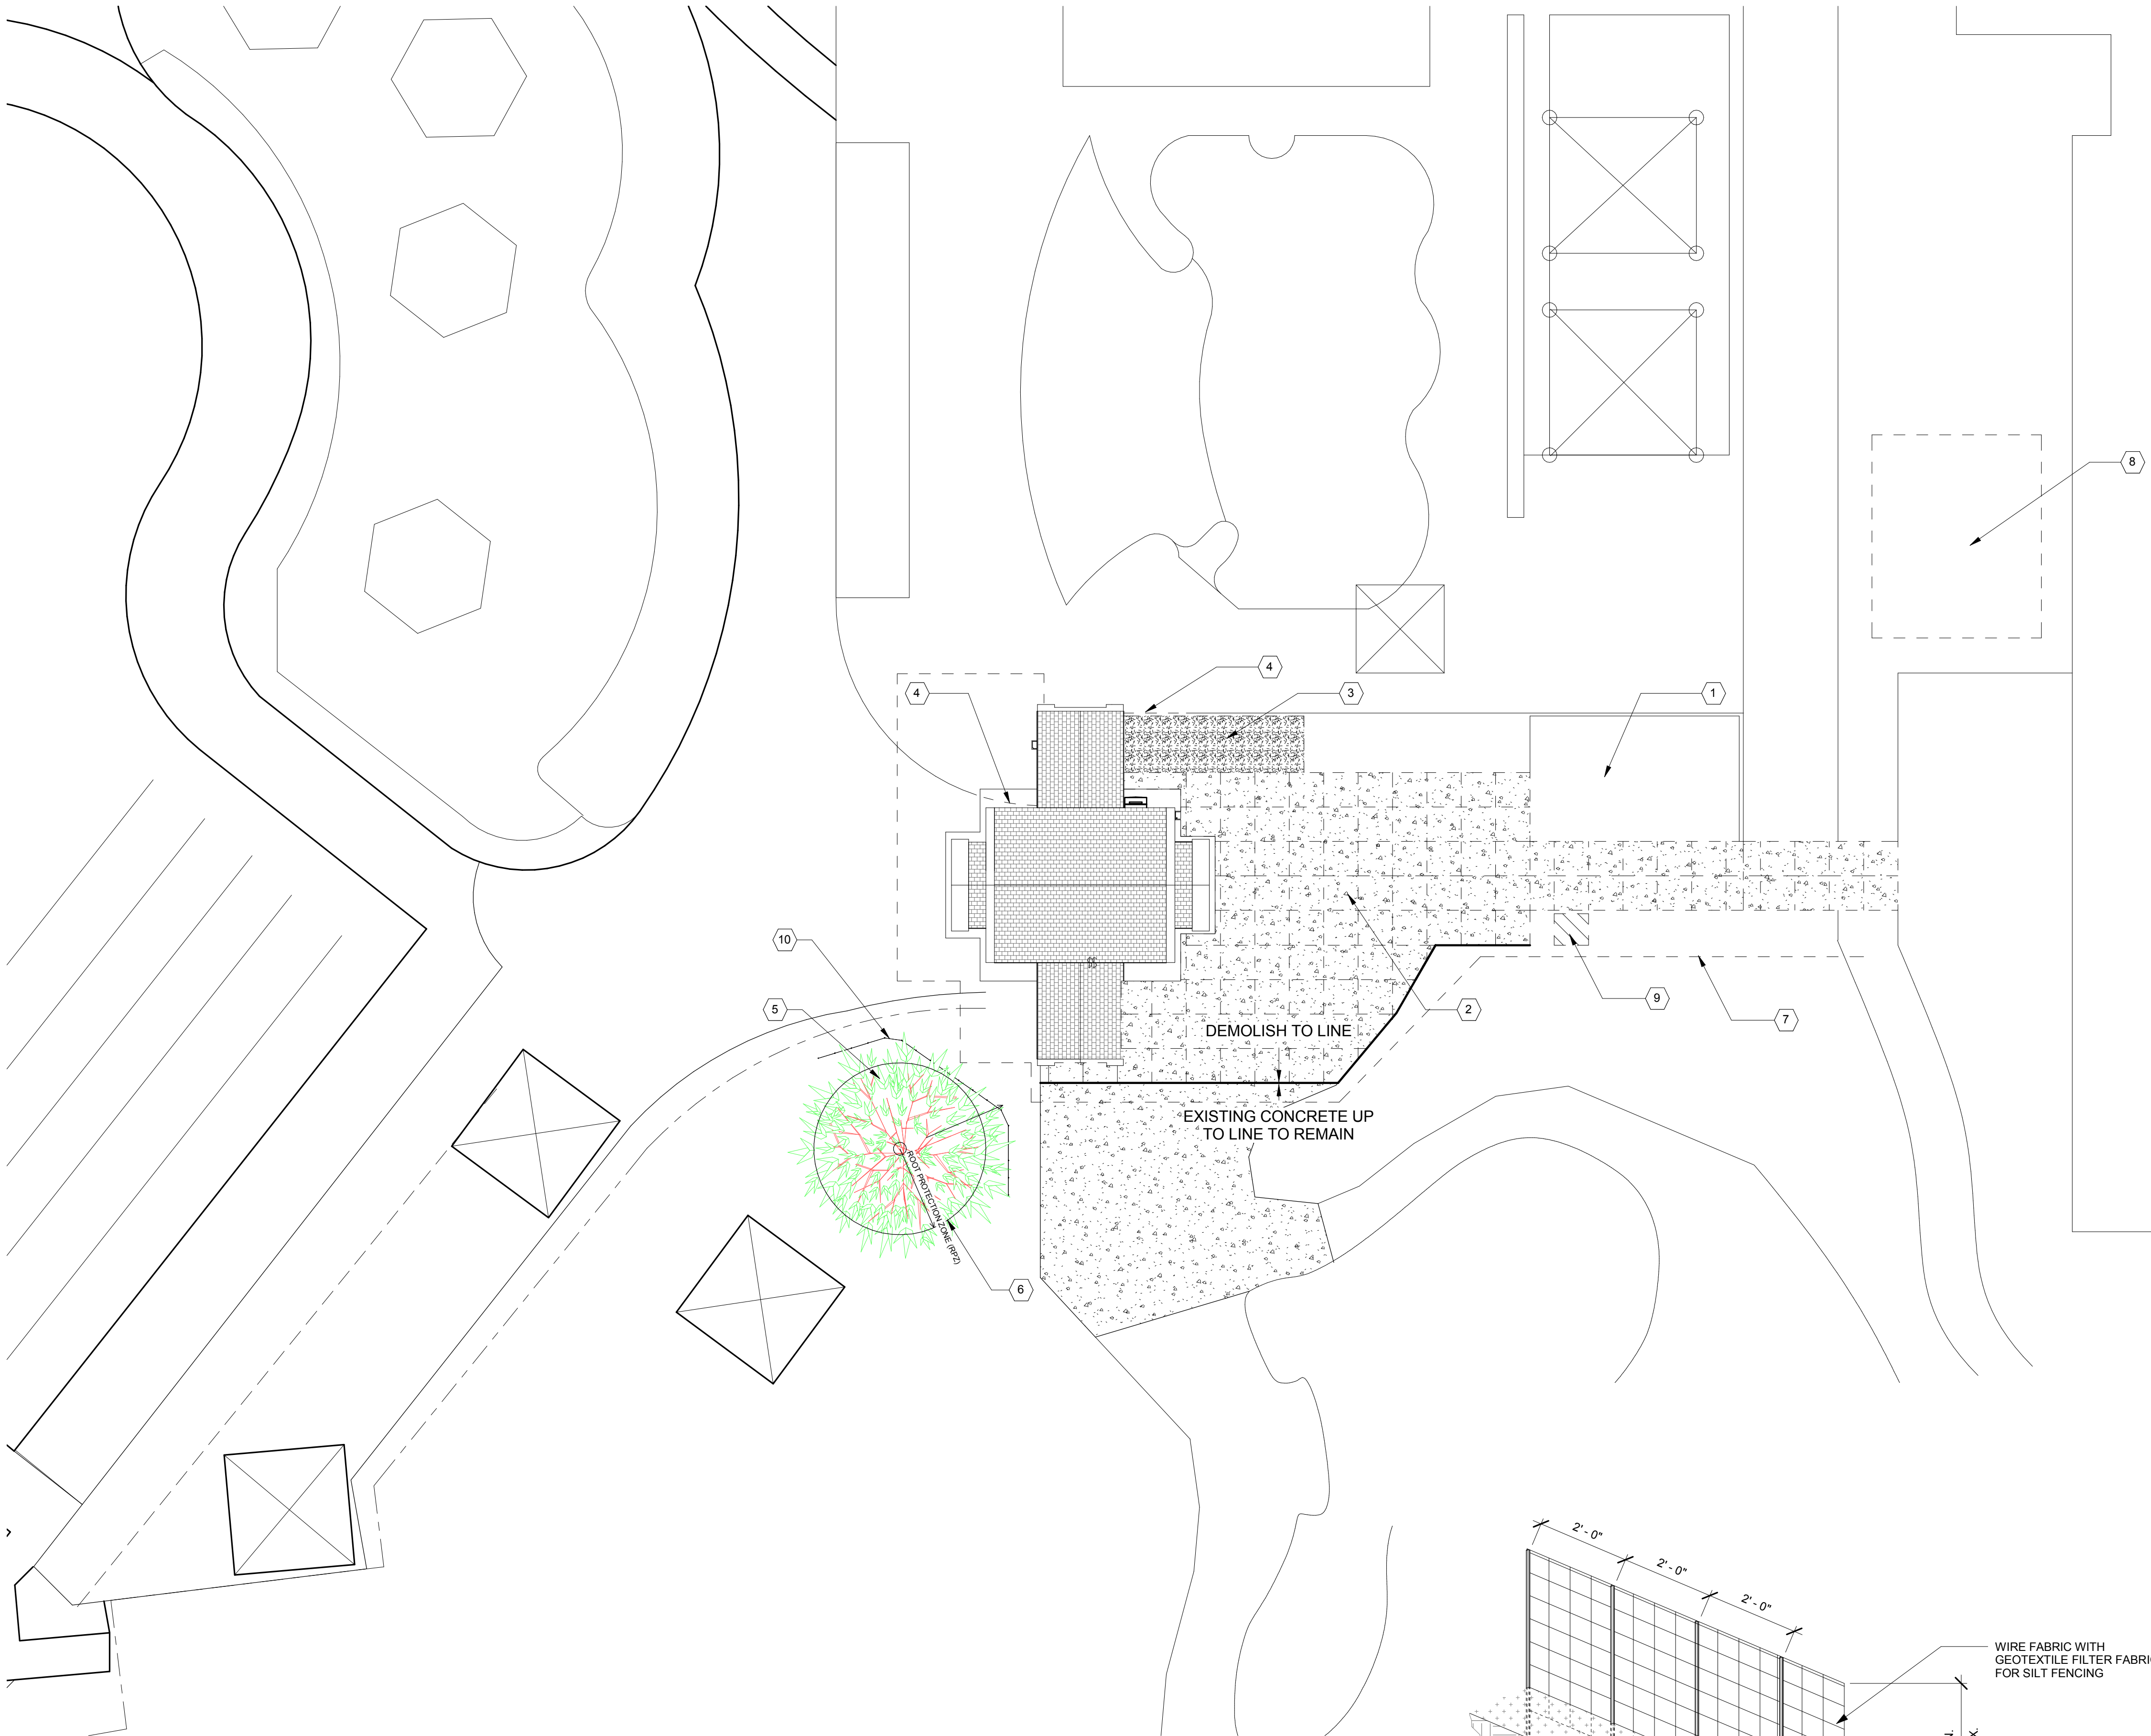 8
4
3
4
1
10
5
9
2
7
DEMOLISH TO LINE
EXISTING CONCRETE UP
TO LINE TO REMAIN
ROOT PROTECTION ZONE (RPZ)
6
2' - 0"
2' - 0"
2' - 0"
WIRE FABRIC WITH
GEOTEXTILE FILTER
FOR SILT FENCING